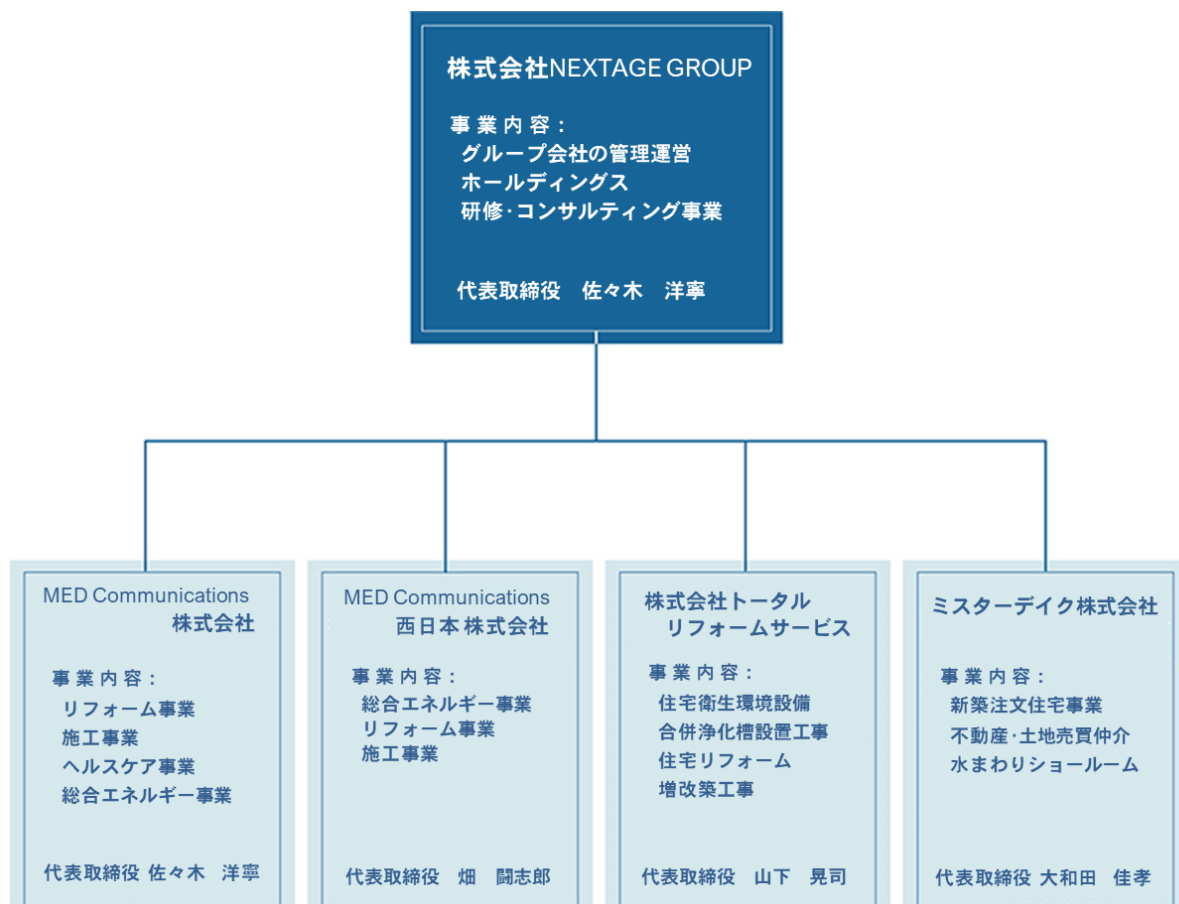 株式会社NEXTAGE GROUP
事業内容：
グループ会社の管理運営
ホールディングス
研修・コンサルティング事業
代表取締役　佐々木　洋寧
MED Communications
株式会社
事業内容：
リフォーム事業
施工事業
ヘルスケア事業
総合エネルギー事業
代表取締役 佐々木　洋寧
MED Communications
西日本株式会社
事業内容：
総合エネルギー事業
リフォーム事業
施工事業
代表取締役　畑　闘志郎
株式会社トータル
リフォームサービス
事業内容：
住宅衛生環境設備
合併浄化槽設置工事
住宅リフォーム
増改築工事
代表取締役　山下　晃司
ミスターデイク株式会社
事業内容：
新築注文住宅事業
不動産・土地売買仲介
水まわりショールーム
代表取締役 大和田　佳孝